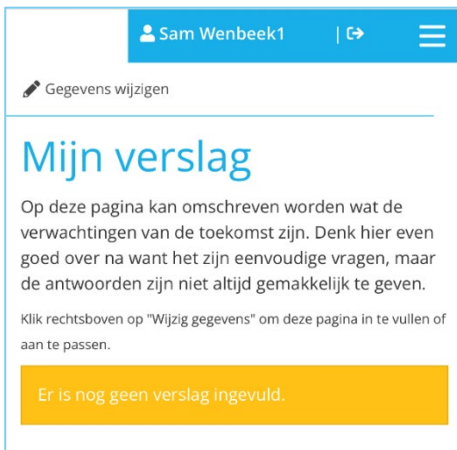 Sam Wenbeek1 |
Gegevens wijzigen
Mijn verslag
Op deze pagina kan omschreven worden wat de
verwachtingen van de toekomst zijn. Denk hier even
goed over na want het zijn eenvoudige vragen, maar
de antwoorden zijn niet altijd gemakkelijk te geven.
Klik rechtsboven op "Wijzig gegevens" om deze pagina in te vullen of
aan te passen.
Er is nog geen verslag ingevuld.